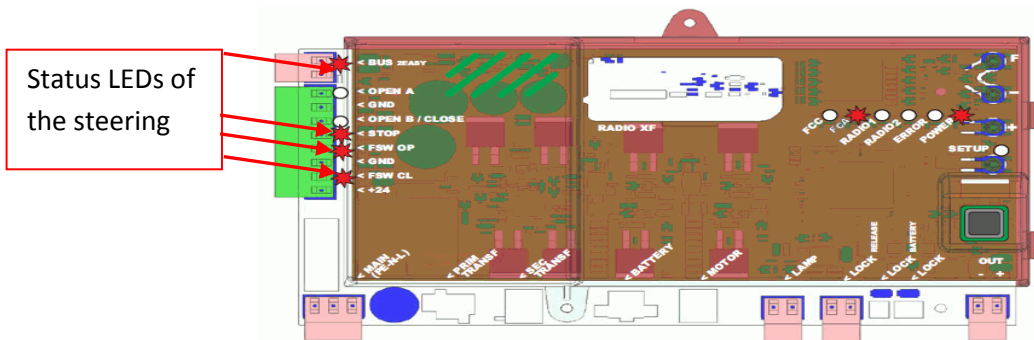 Status LEDs of
the steering
< BUS 2EASY
< OPEN A
< GND
< OPEN B / CLOSE
< STOP
< FSW OP
< GND
< FSW CL
< +24
RADIO XF
FCC
FCA
RADIO1
RADIO2
ERROR
POWER
F
-
+
SETUP
< MAIN
(PE-N-L)
< PRIM
TRANSF
< SEC
TRANSF
< BATTERY
< MOTOR
< LAMP
< LOCK
RELEASE
< LOCK
BATTERY
< LOCK
OUT
- +